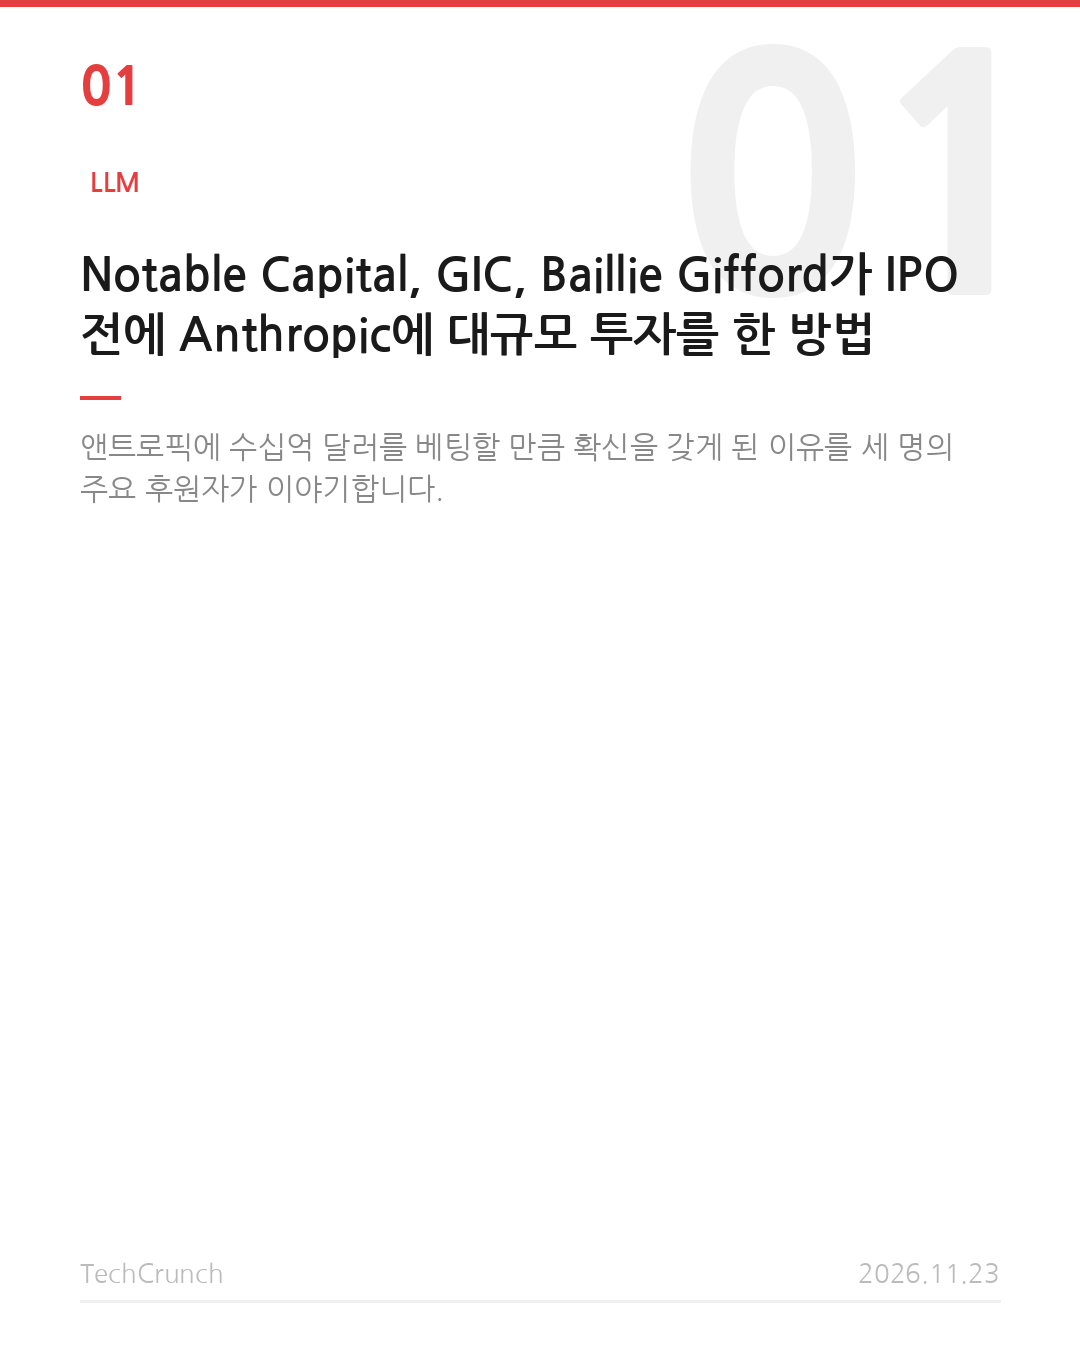 01
01
LLM
Notable Capital, GIC, Baillie Gifford가 IPO
전에 Anthropic에 대규모 투자를 한 방법
앤트로픽에 수십억 달러를 베팅할 만큼 확신을 갖게 된 이유를 세 명의
주요 후원자가 이야기합니다.
TechCrunch
2026.11.23